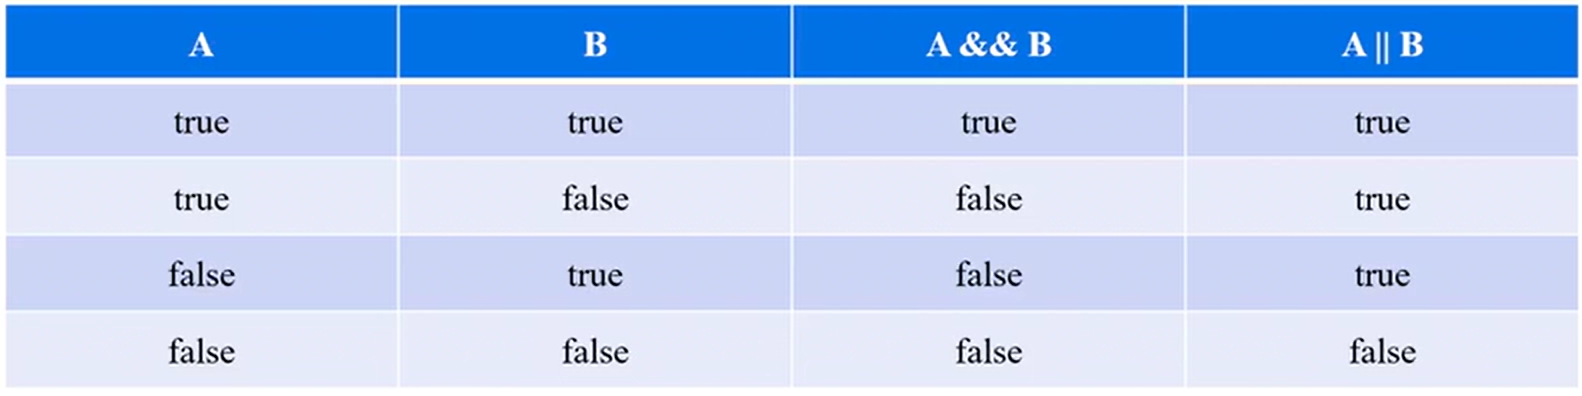 A B A && B A || B
true true true true
true false false true
false true false true
false false false false